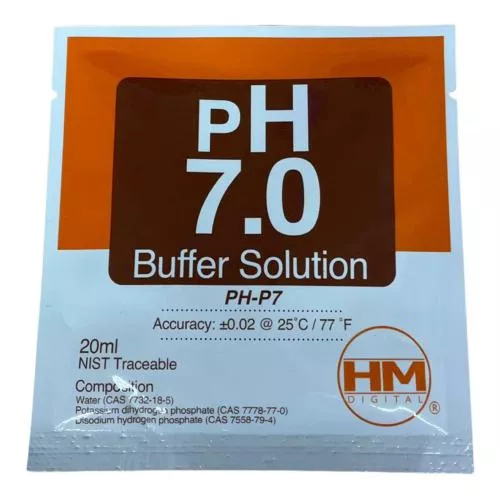 pH
7.0
Buffer Solution
PH-P7
Accuracy: ±0.02 @ 25°C / 77 °F
20ml
NIST Traceable
Composition
Water (CAS 7732-18-5)
Potassium dihydrogen phosphate (CAS 7778-77-0)
Disodium hydrogen phosphate (CAS 7558-79-4)
HM
DIGITAL
®